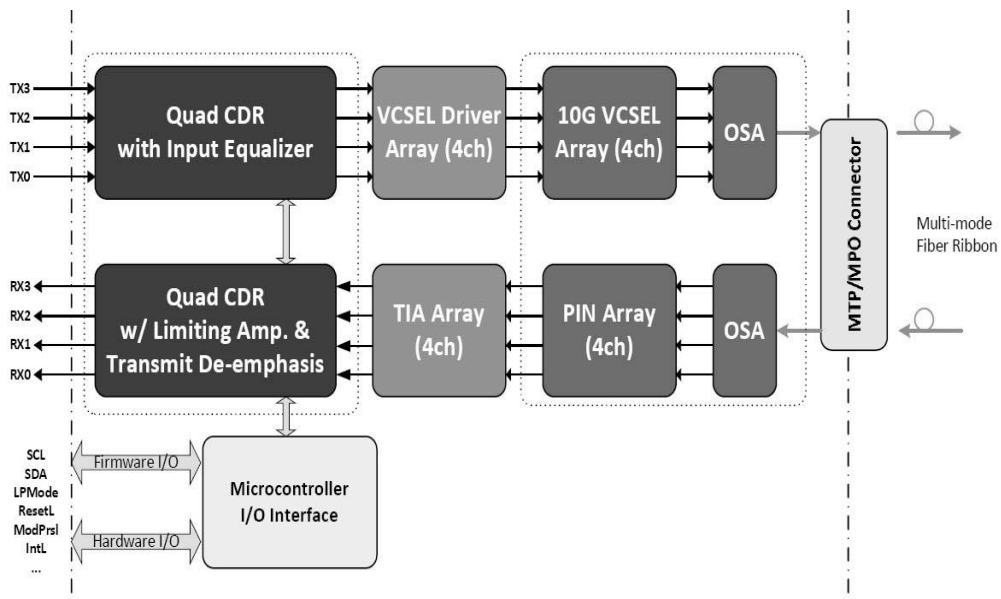 TX3
TX2
TX1
TX0
Quad CDR
with Input Equalizer
VCSEL Driver
Array (4ch)
10G VCSEL
Array (4ch)
OSA
MTP/MPO Connector
Multi-mode
Fiber Ribbon
RX3
RX2
RX1
RX0
Quad CDR
w/ Limiting Amp. &
Transmit De-emphasis
TIA Array
(4ch)
PIN Array
(4ch)
OSA
SCL
SDA
LPMode
ResetL
ModPrsl
IntL
...
Firmware I/O
Hardware I/O
Microcontroller
I/O Interface